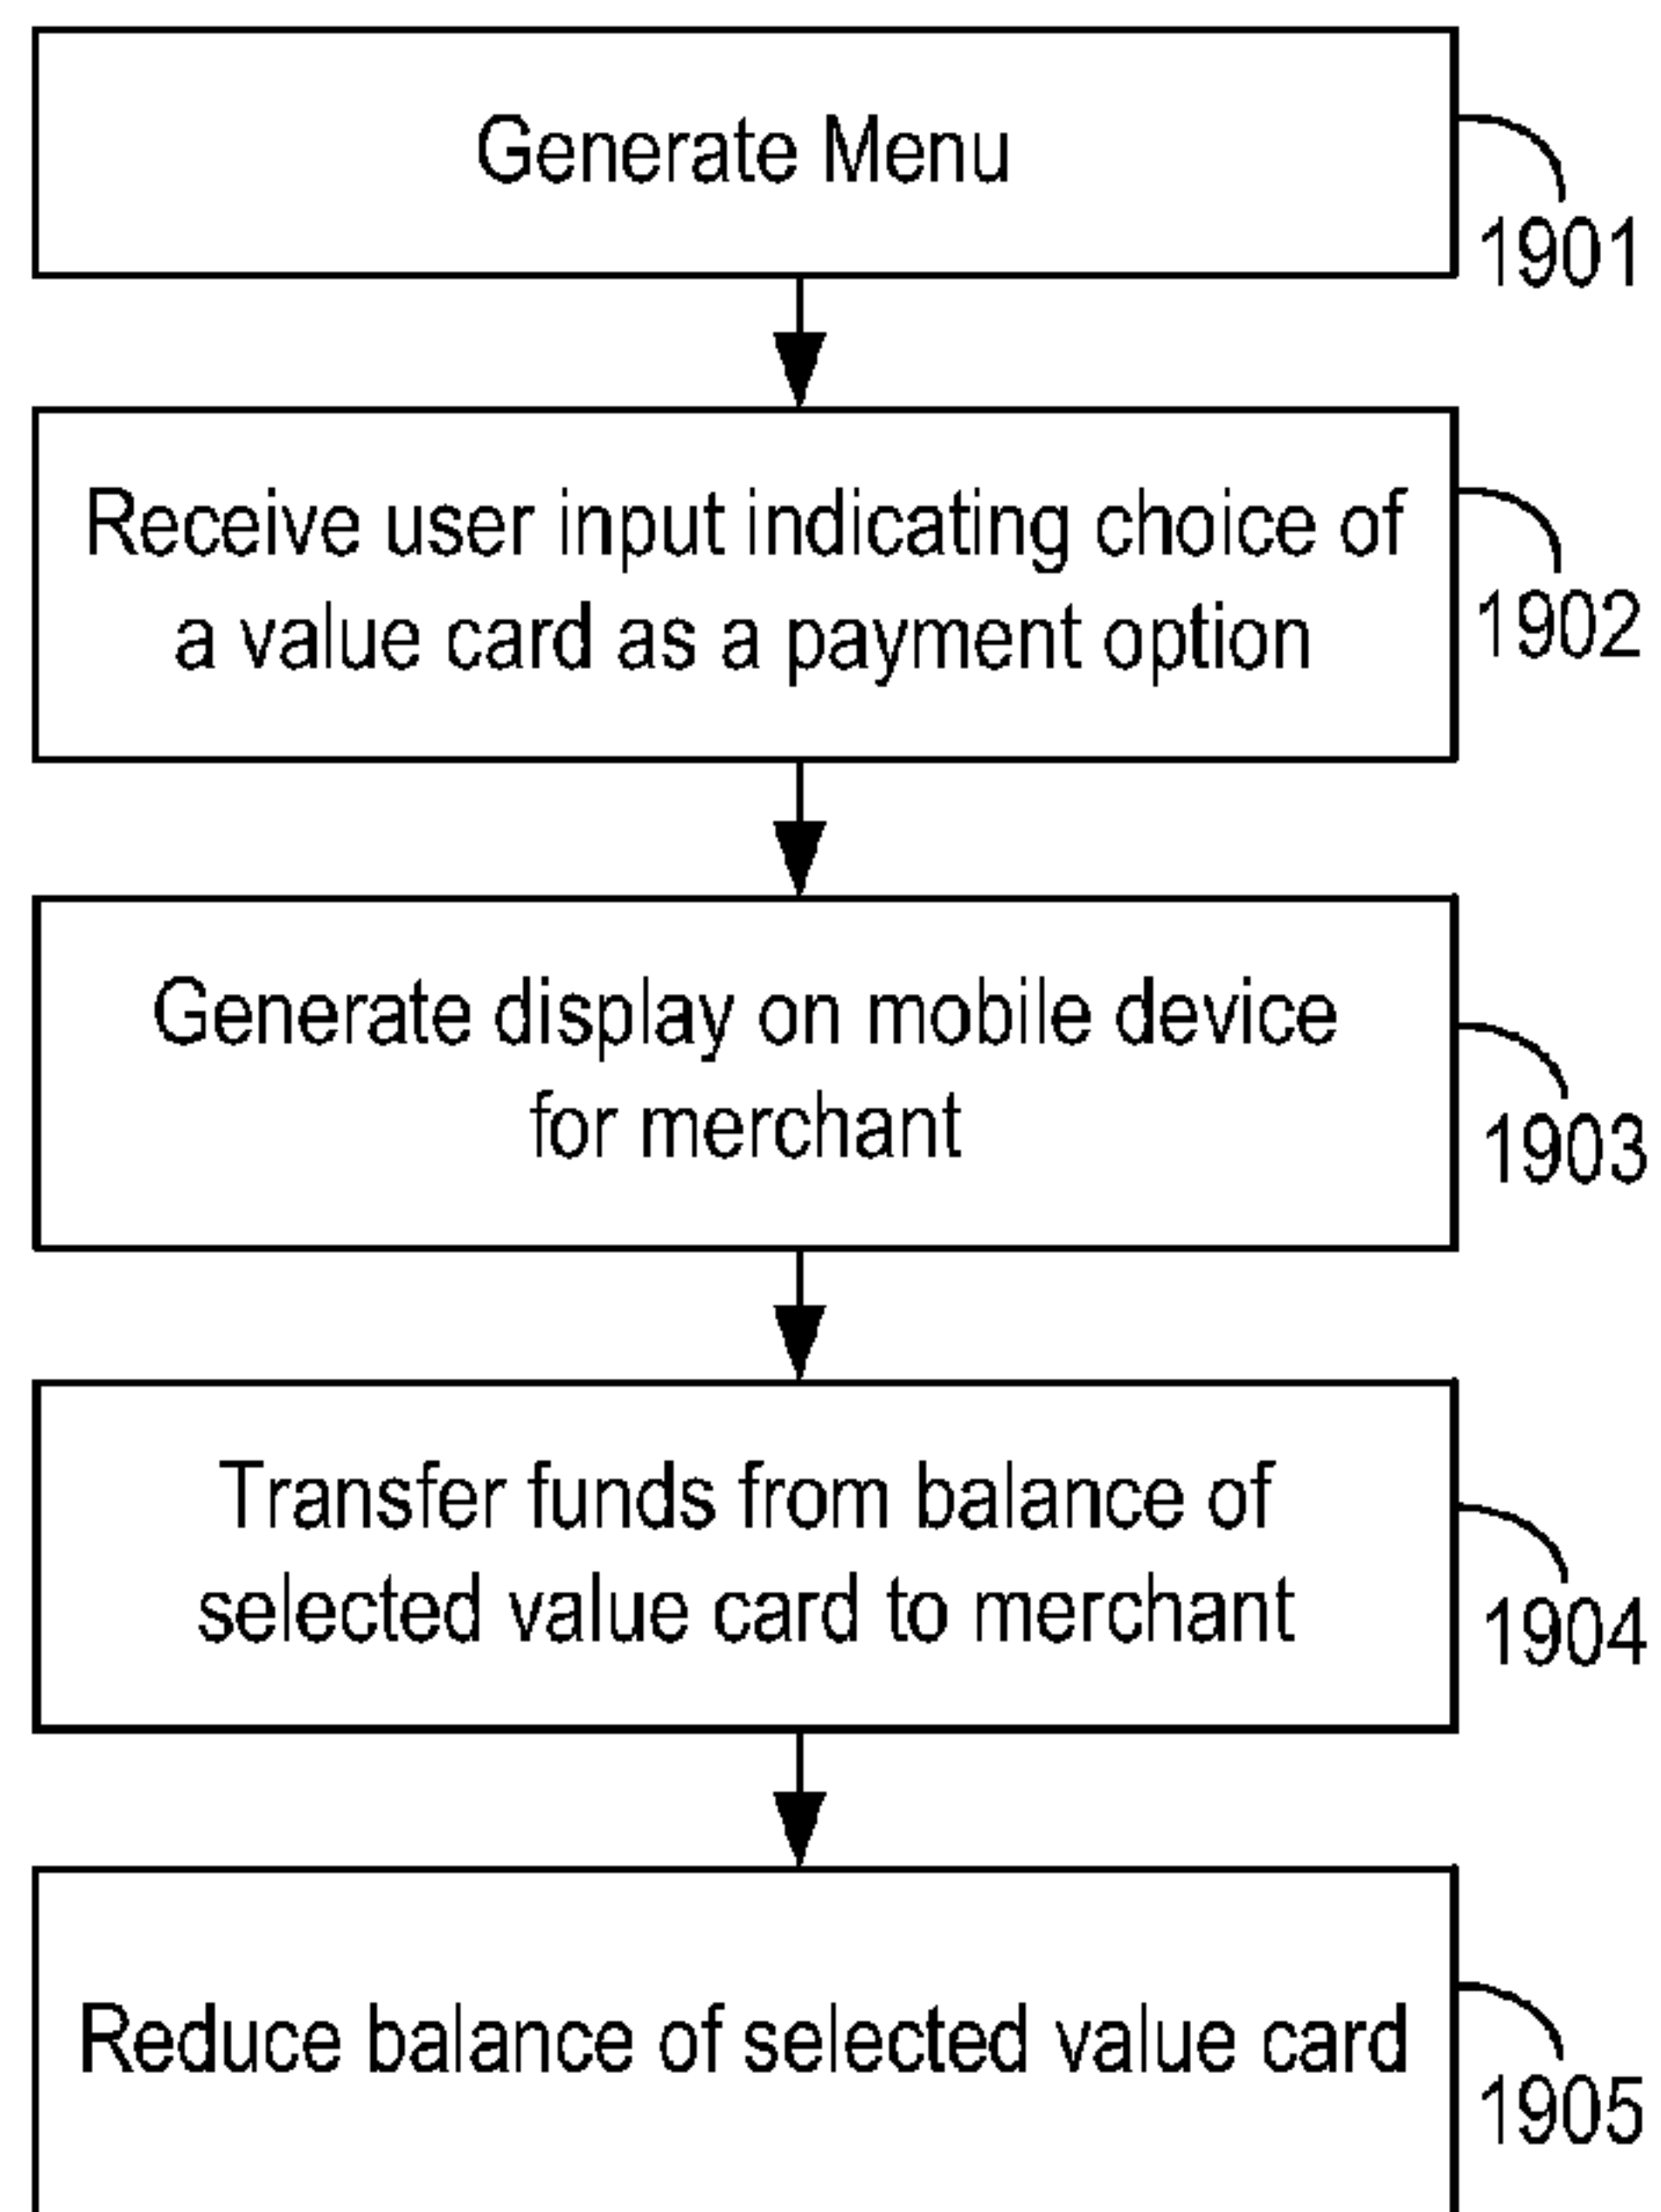 Generate Menu
1901
Receive user input indicating choice of
a value card as a payment option
1902
Generate display on mobile device
for merchant
1903
Transfer funds from balance of
selected value card to merchant
1904
Reduce balance of selected value card
1905